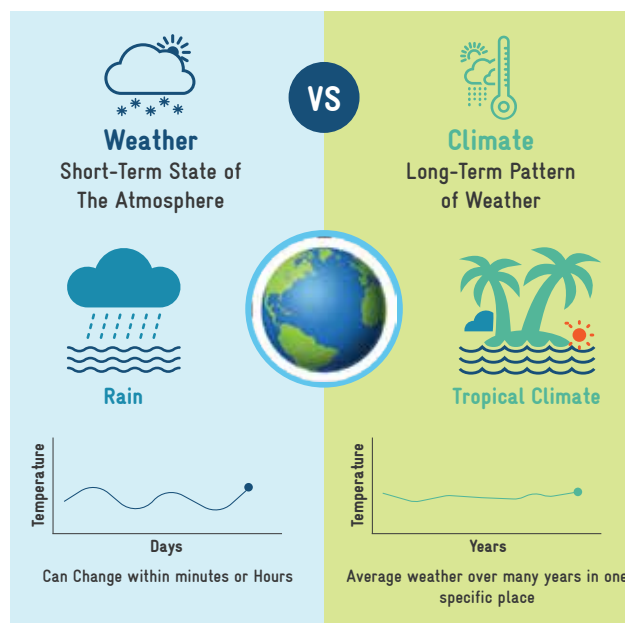 VS
Weather
Short-Term State of
The Atmosphere
Climate
Long-Term Pattern
of Weather
Rain
Tropical Climate
Temperature
Days
Can Change within minutes or Hours
Temperature
Years
Average weather over many years in one
specific place